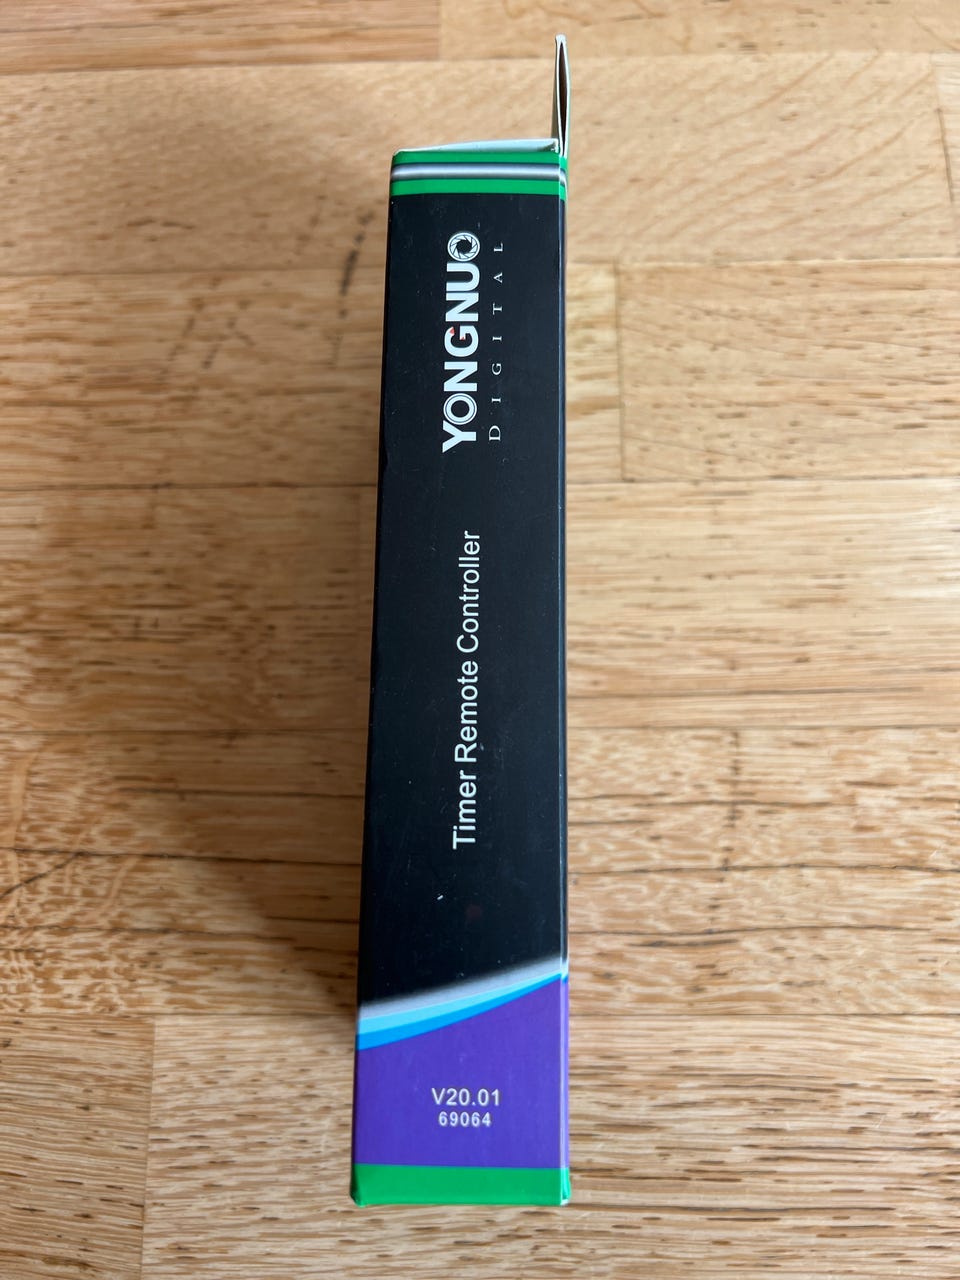 YONGNUO
DIGITAL
Timer Remote Controller
V20.01
69064